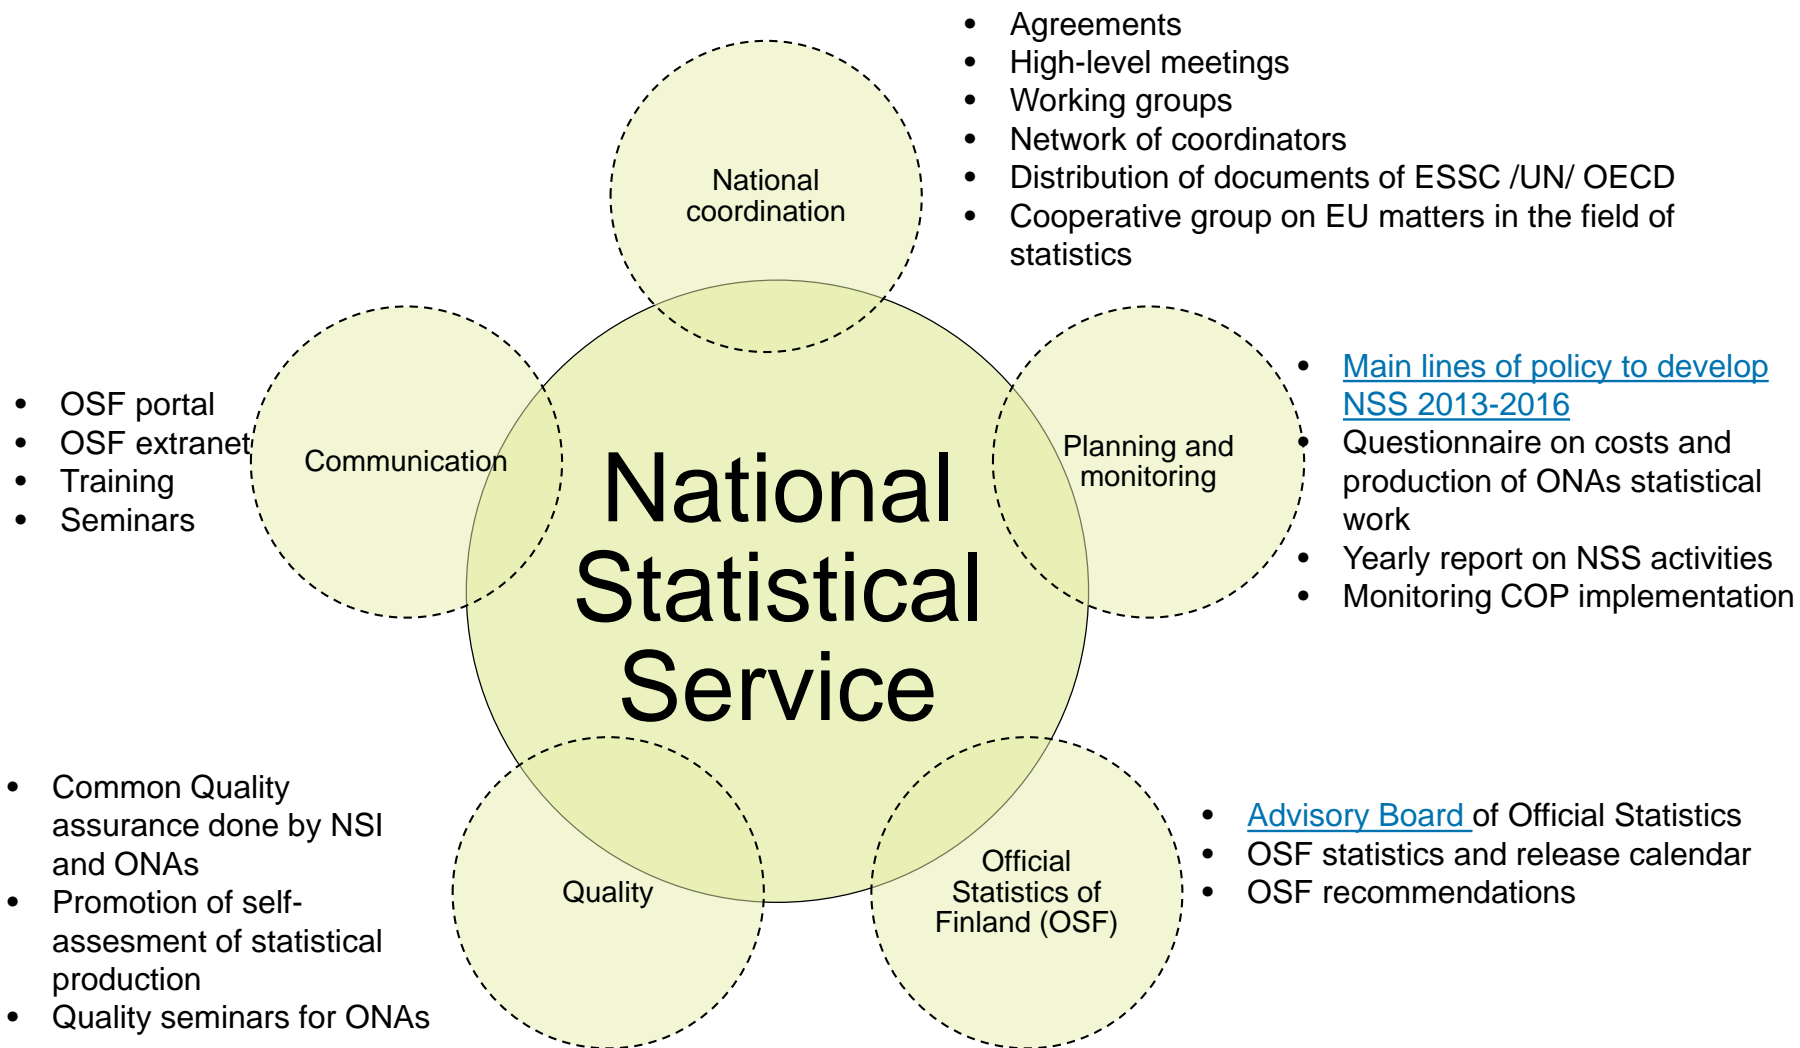 • Agreements
• High-level meetings
• Working groups
• Network of coordinators
• Distribution of documents of ESSC /UN/ OECD
• Cooperative group on EU matters in the field of
statistics
National
coordination
• OSF portal
• OSF extranet
• Training
• Seminars
Communication
National
Statistical
Service
Planning and
monitoring
• Main lines of policy to develop
NSS 2013-2016
• Questionnaire on costs and
production of ONAs statistical
work
• Yearly report on NSS activities
• Monitoring COP implementation
• Common Quality
assurance done by NSI
and ONAs
• Promotion of self-
assesment of statistical
production
• Quality seminars for ONAs
Quality
Official
Statistics of
Finland (OSF)
• Advisory Board of Official Statistics
• OSF statistics and release calendar
• OSF recommendations